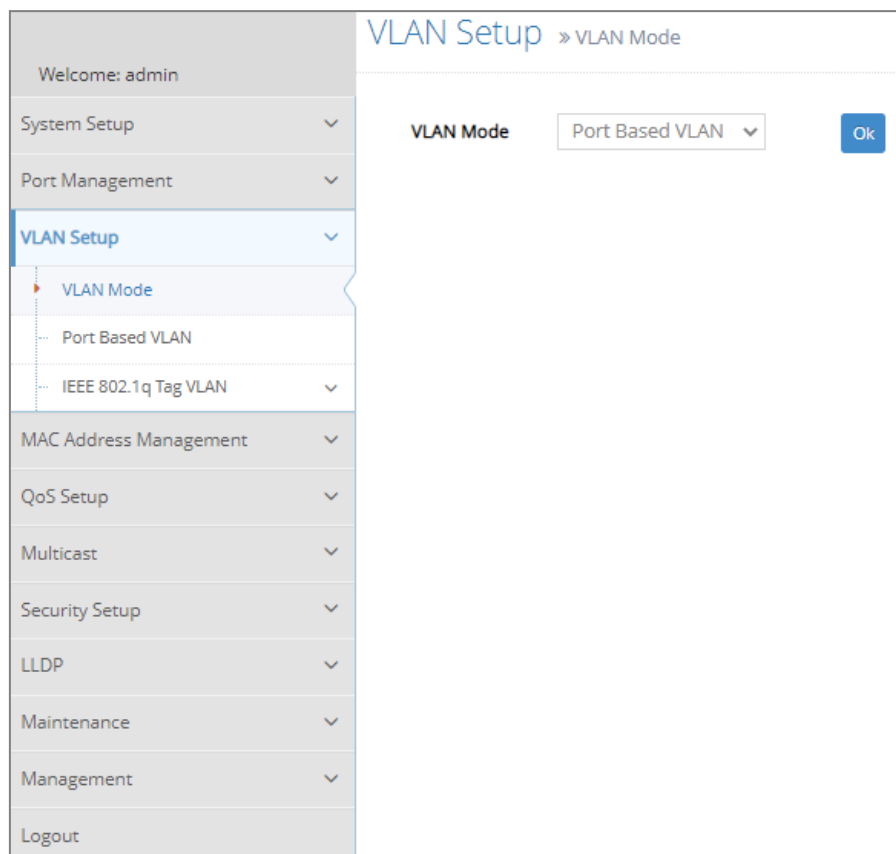 VLAN Setup » VLAN Mode
Welcome: admin
System Setup
VLAN Mode Port Based VLAN Ok
Port Management
VLAN Setup
VLAN Mode
Port Based VLAN
IEEE 802.1q Tag VLAN
MAC Address Management
QoS Setup
Multicast
Security Setup
LLDP
Maintenance
Management
Logout